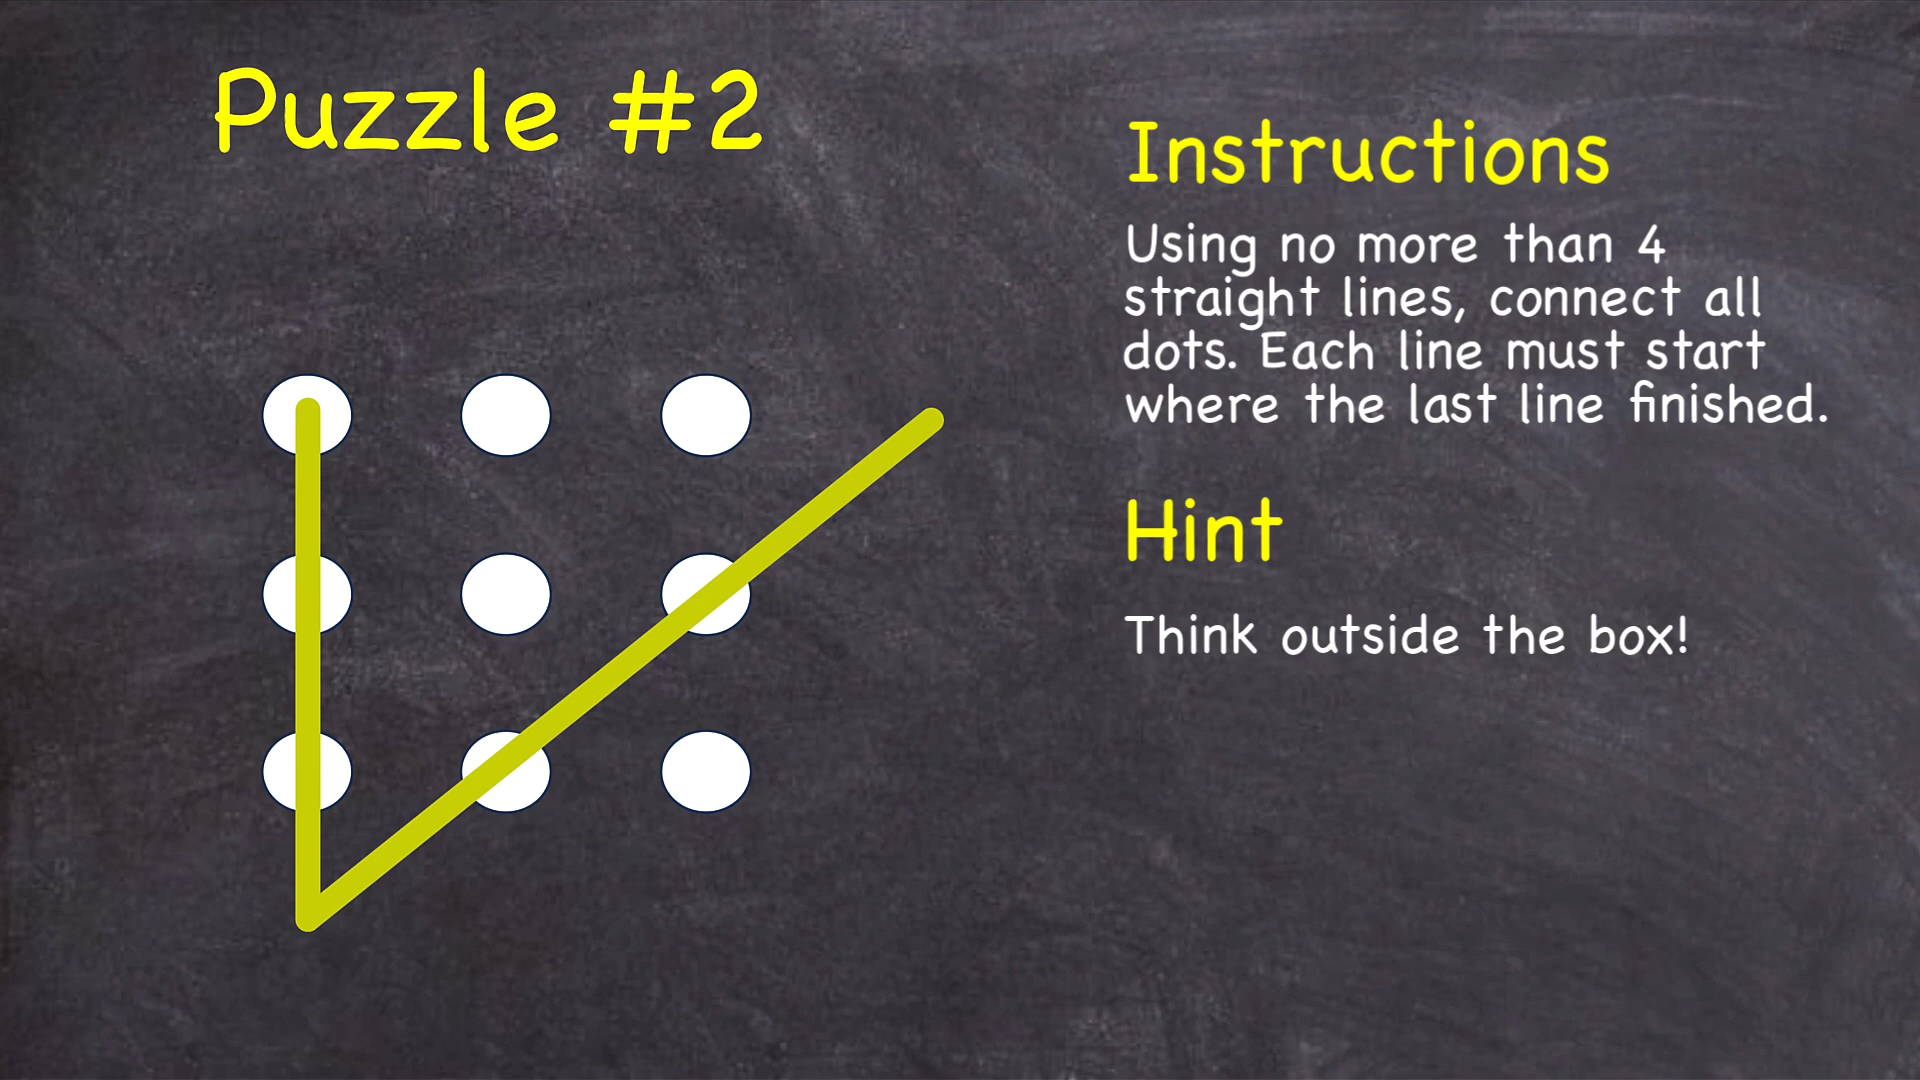 Puzzle #2
Instructions
Using no more than 4
straight lines, connect all
dots. Each line must start
where the last line finished.
Hint
Think outside the box!